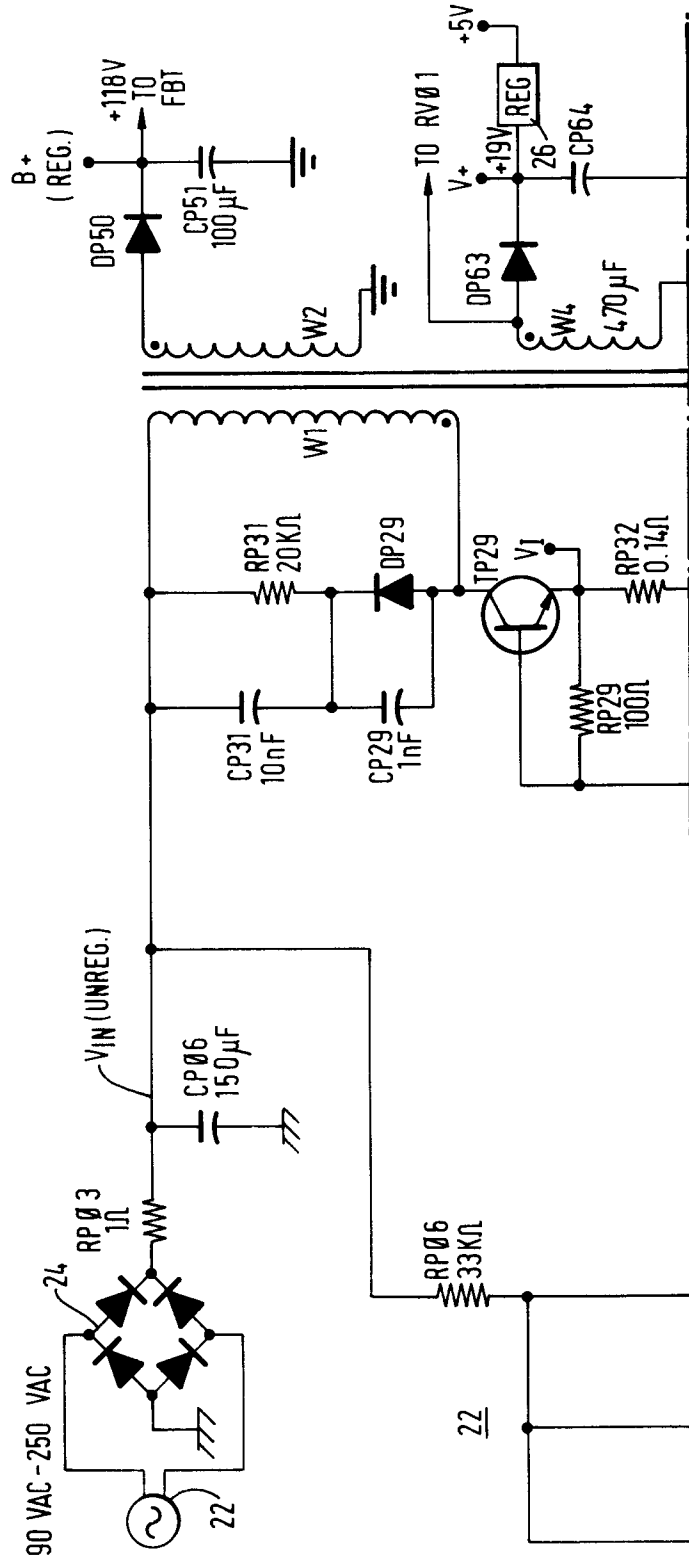 90 VAC-250 VAC
24
22
RPØ3
1Ω
VIN (UNREG.)
CPØ6
150µF
RPØ6
33KΩ
22
CP31
10nF
RP31
20KΩ
CP29
1nF
DP29
W1
TP29
VI
RP29
100Ω
RP32
0.14Ω
B+
(REG.)
DP50
+118V
TO
FBT
CP51
100µF
W2
TO RVØ1
DP63
V+
+19V
REG
26
+5V
CP64
W4
470µF